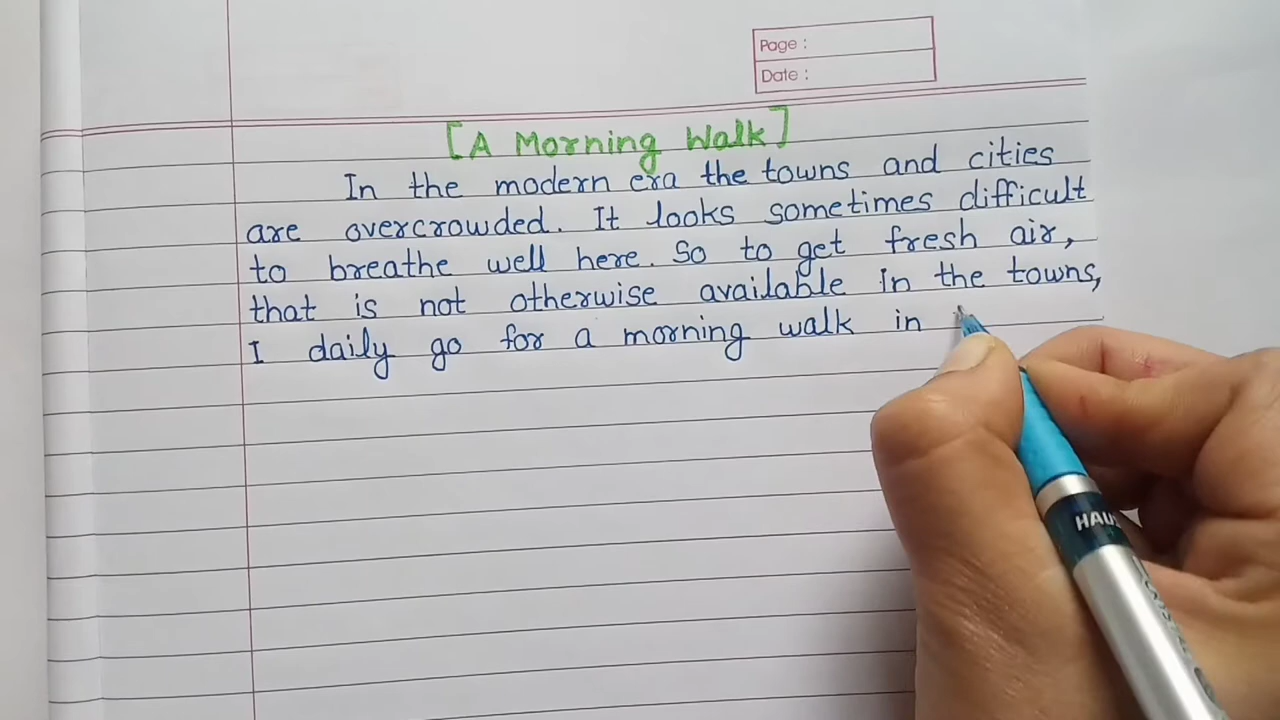 Page :
Date :
[A Morning Walk]
In the modern era the towns and cities
are overcrowded. It looks sometimes difficult
to breathe well here. So to get fresh air,
that is not otherwise available in the towns,
I daily go for a morning walk in
HAUS